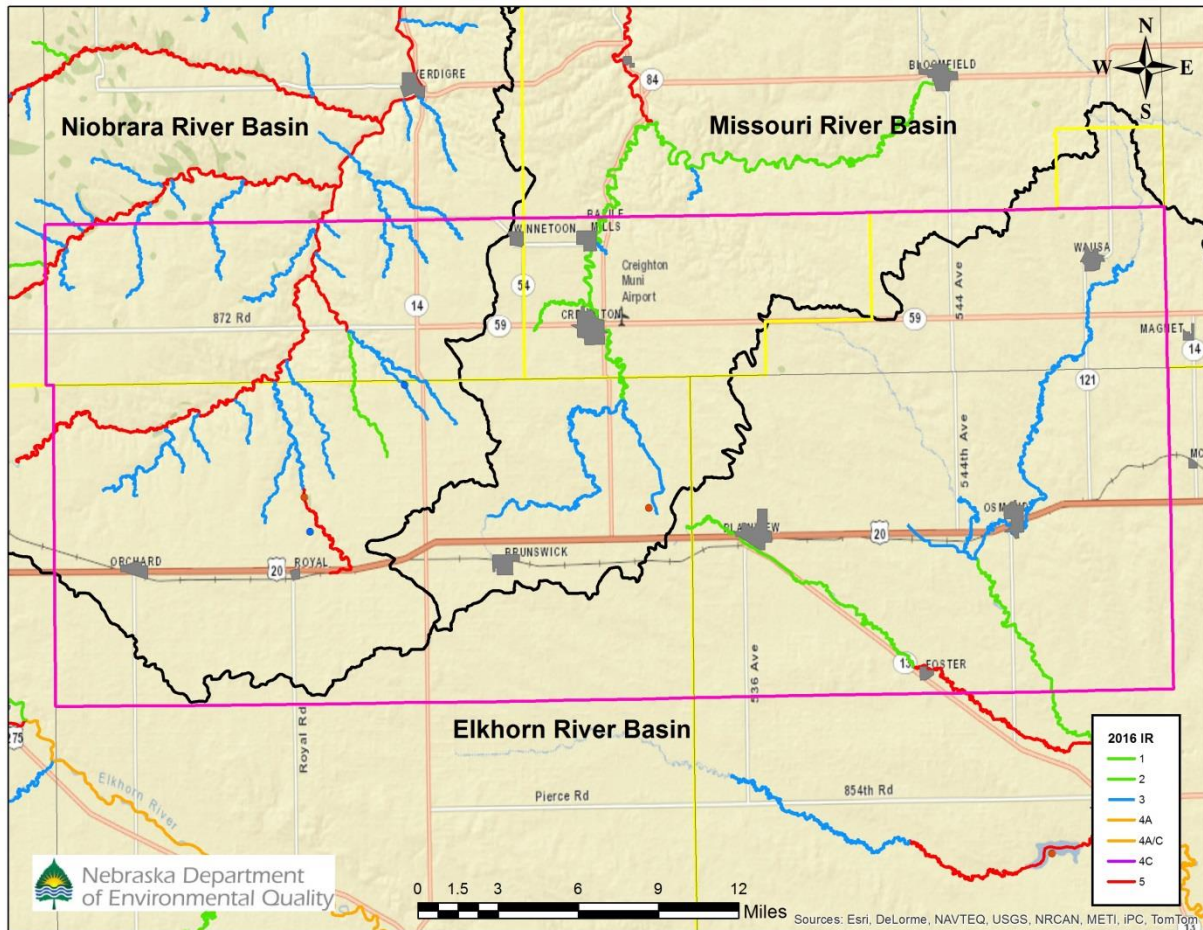 N
W E
S
VERDIGRE
84
BLOOMFIELD
Niobrara River Basin
Missouri River Basin
WINNETOON
BAZILE
MILLS
WAUSA
Creighton
Muni
Airport
54
14
59
872 Rd
CREIGHTON
59
544 Ave
MAGNET
14
121
544th Ave
OSMOND
MC
PLAINVIEW
20
ORCHARD
20
ROYAL
BRUNSWICK
13
FOSTER
536 Ave
Elkhorn River Basin
Royal Rd
275
Elkhorn River
Pierce Rd
854th Rd
2016 IR
1
2
3
4A
4A/C
4C
5
Nebraska Department
of Environmental Quality
0 1.5 3 6 9 12
Miles
Sources: Esri, DeLorme, NAVTEQ, USGS, NRCAN, METI, iPC, TomTom
13